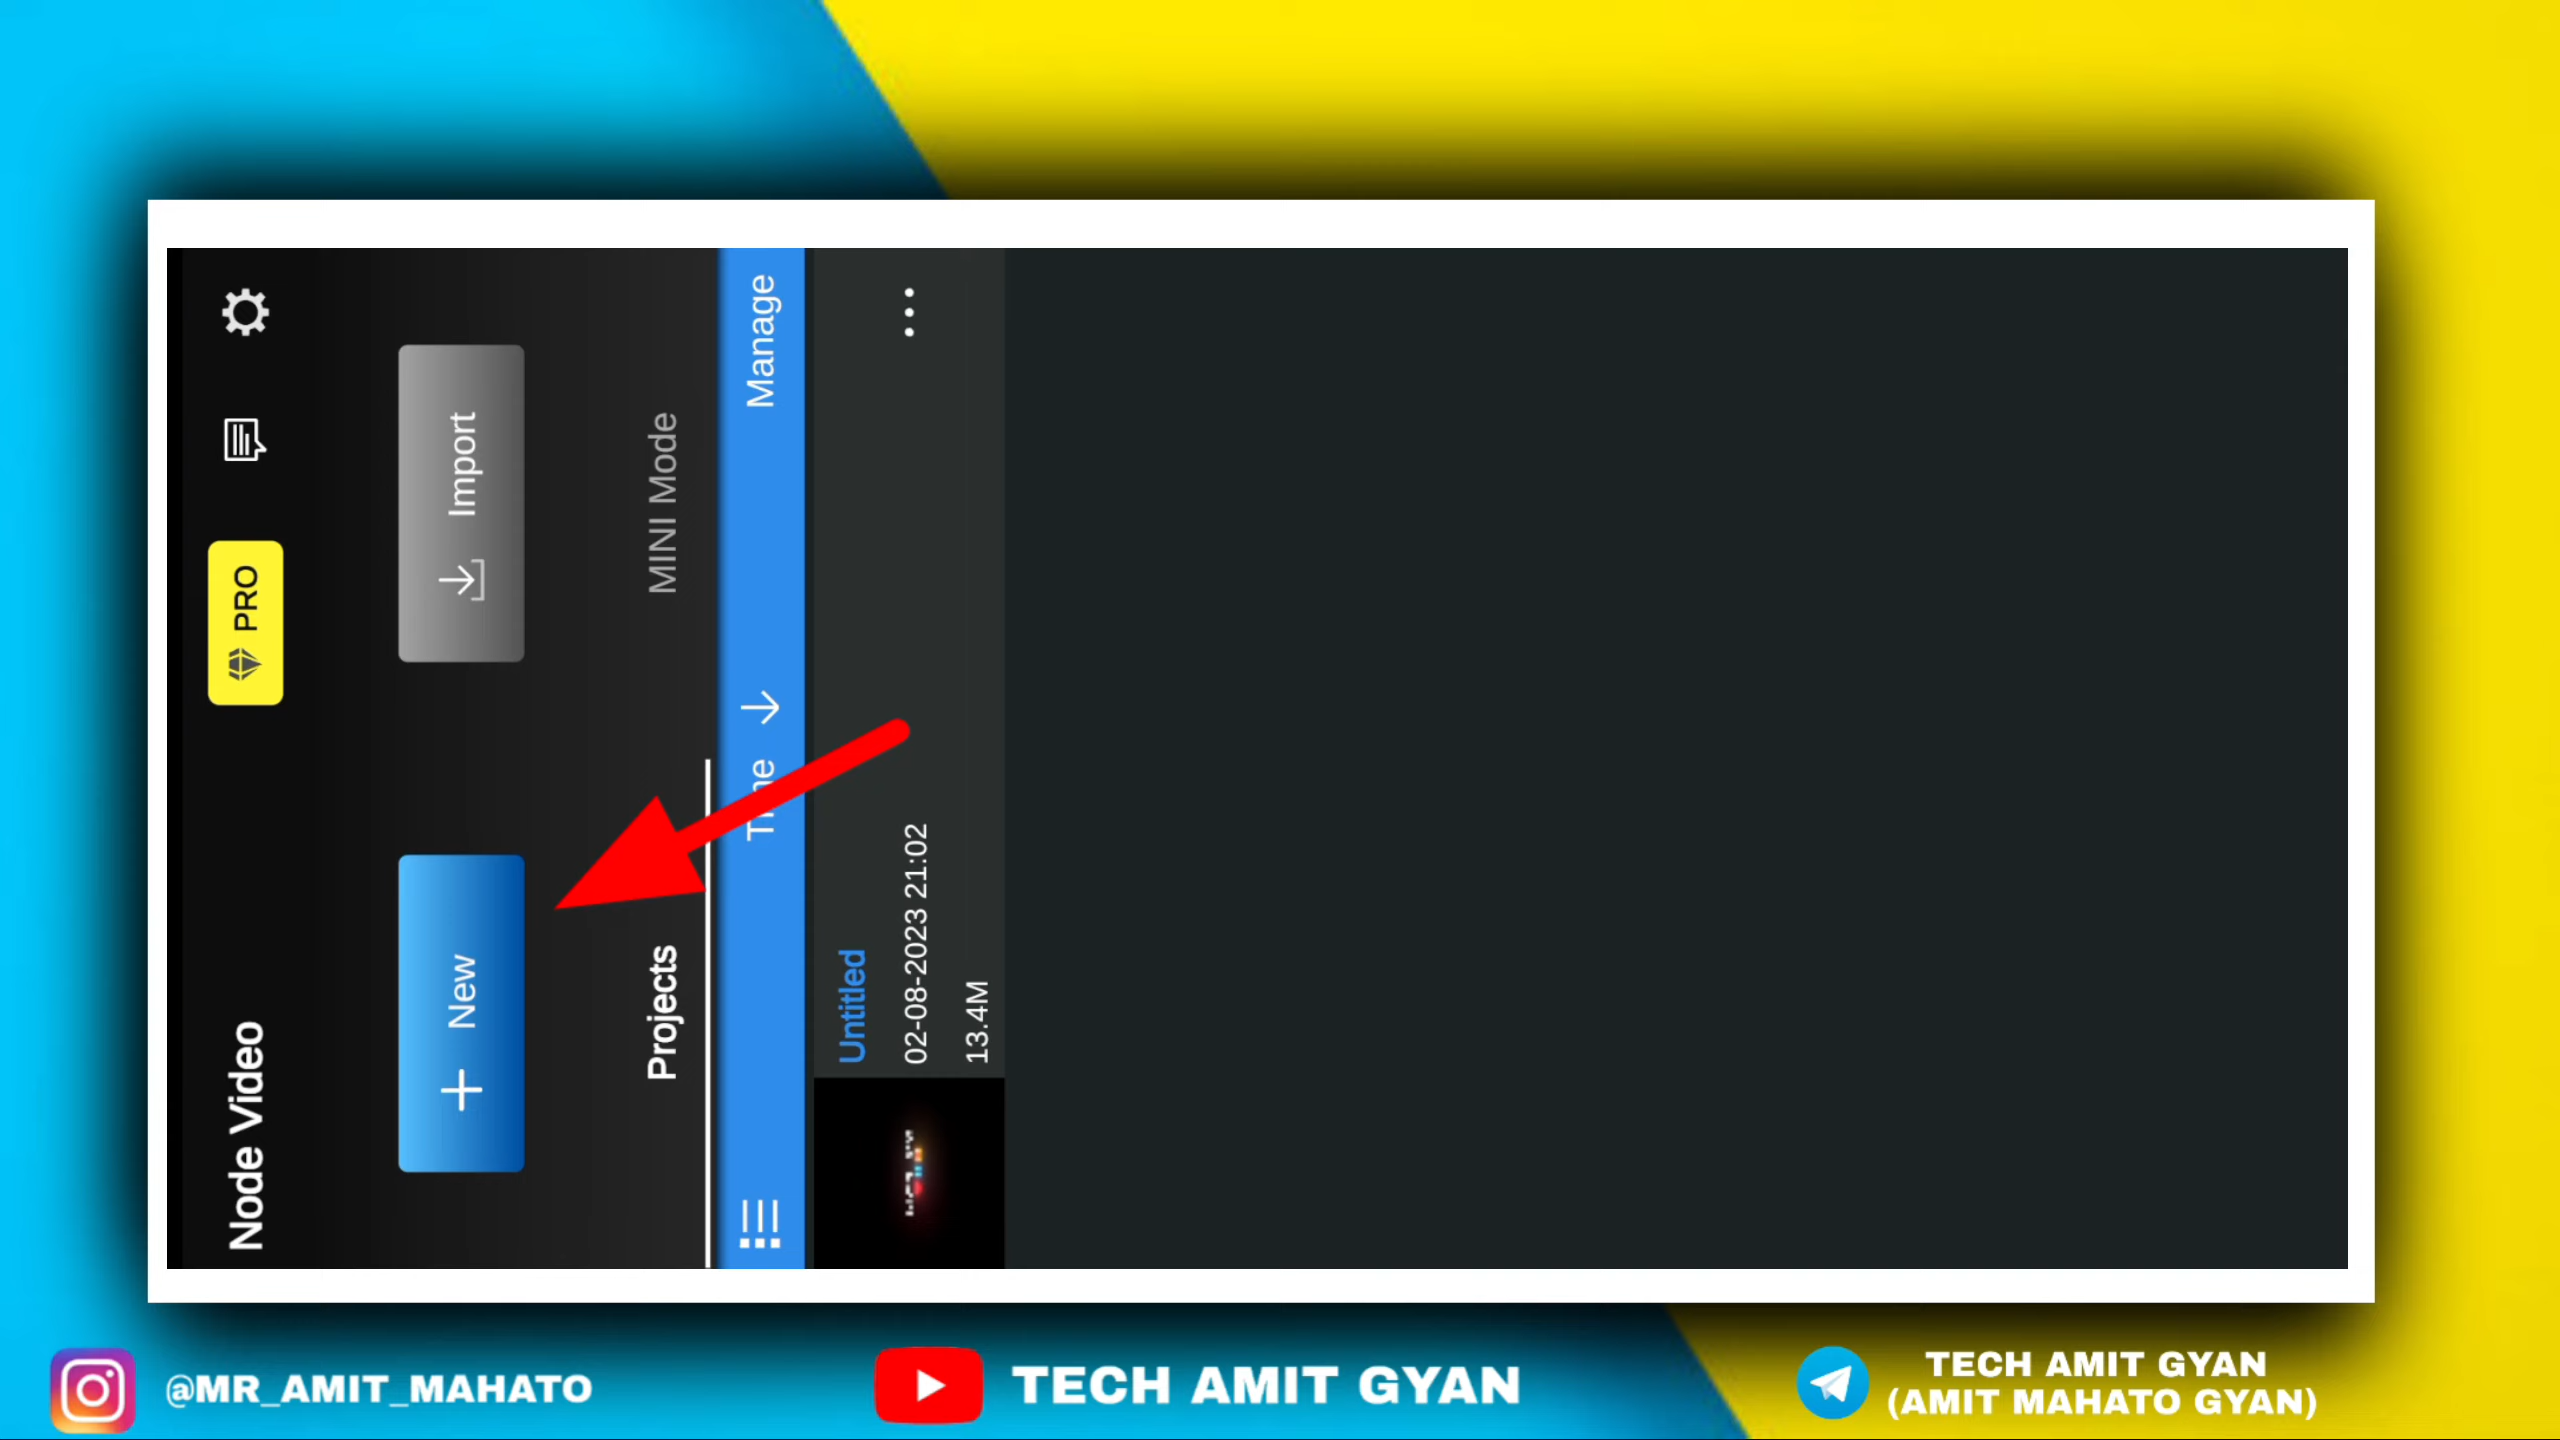 Node Video
PRO
+ New
Import
Projects
MINI Mode
Time
Manage
Untitled
02-08-2023 21:02
13.4M
@MR_AMIT_MAHATO
TECH AMIT GYAN
TECH AMIT GYAN
(AMIT MAHATO GYAN)